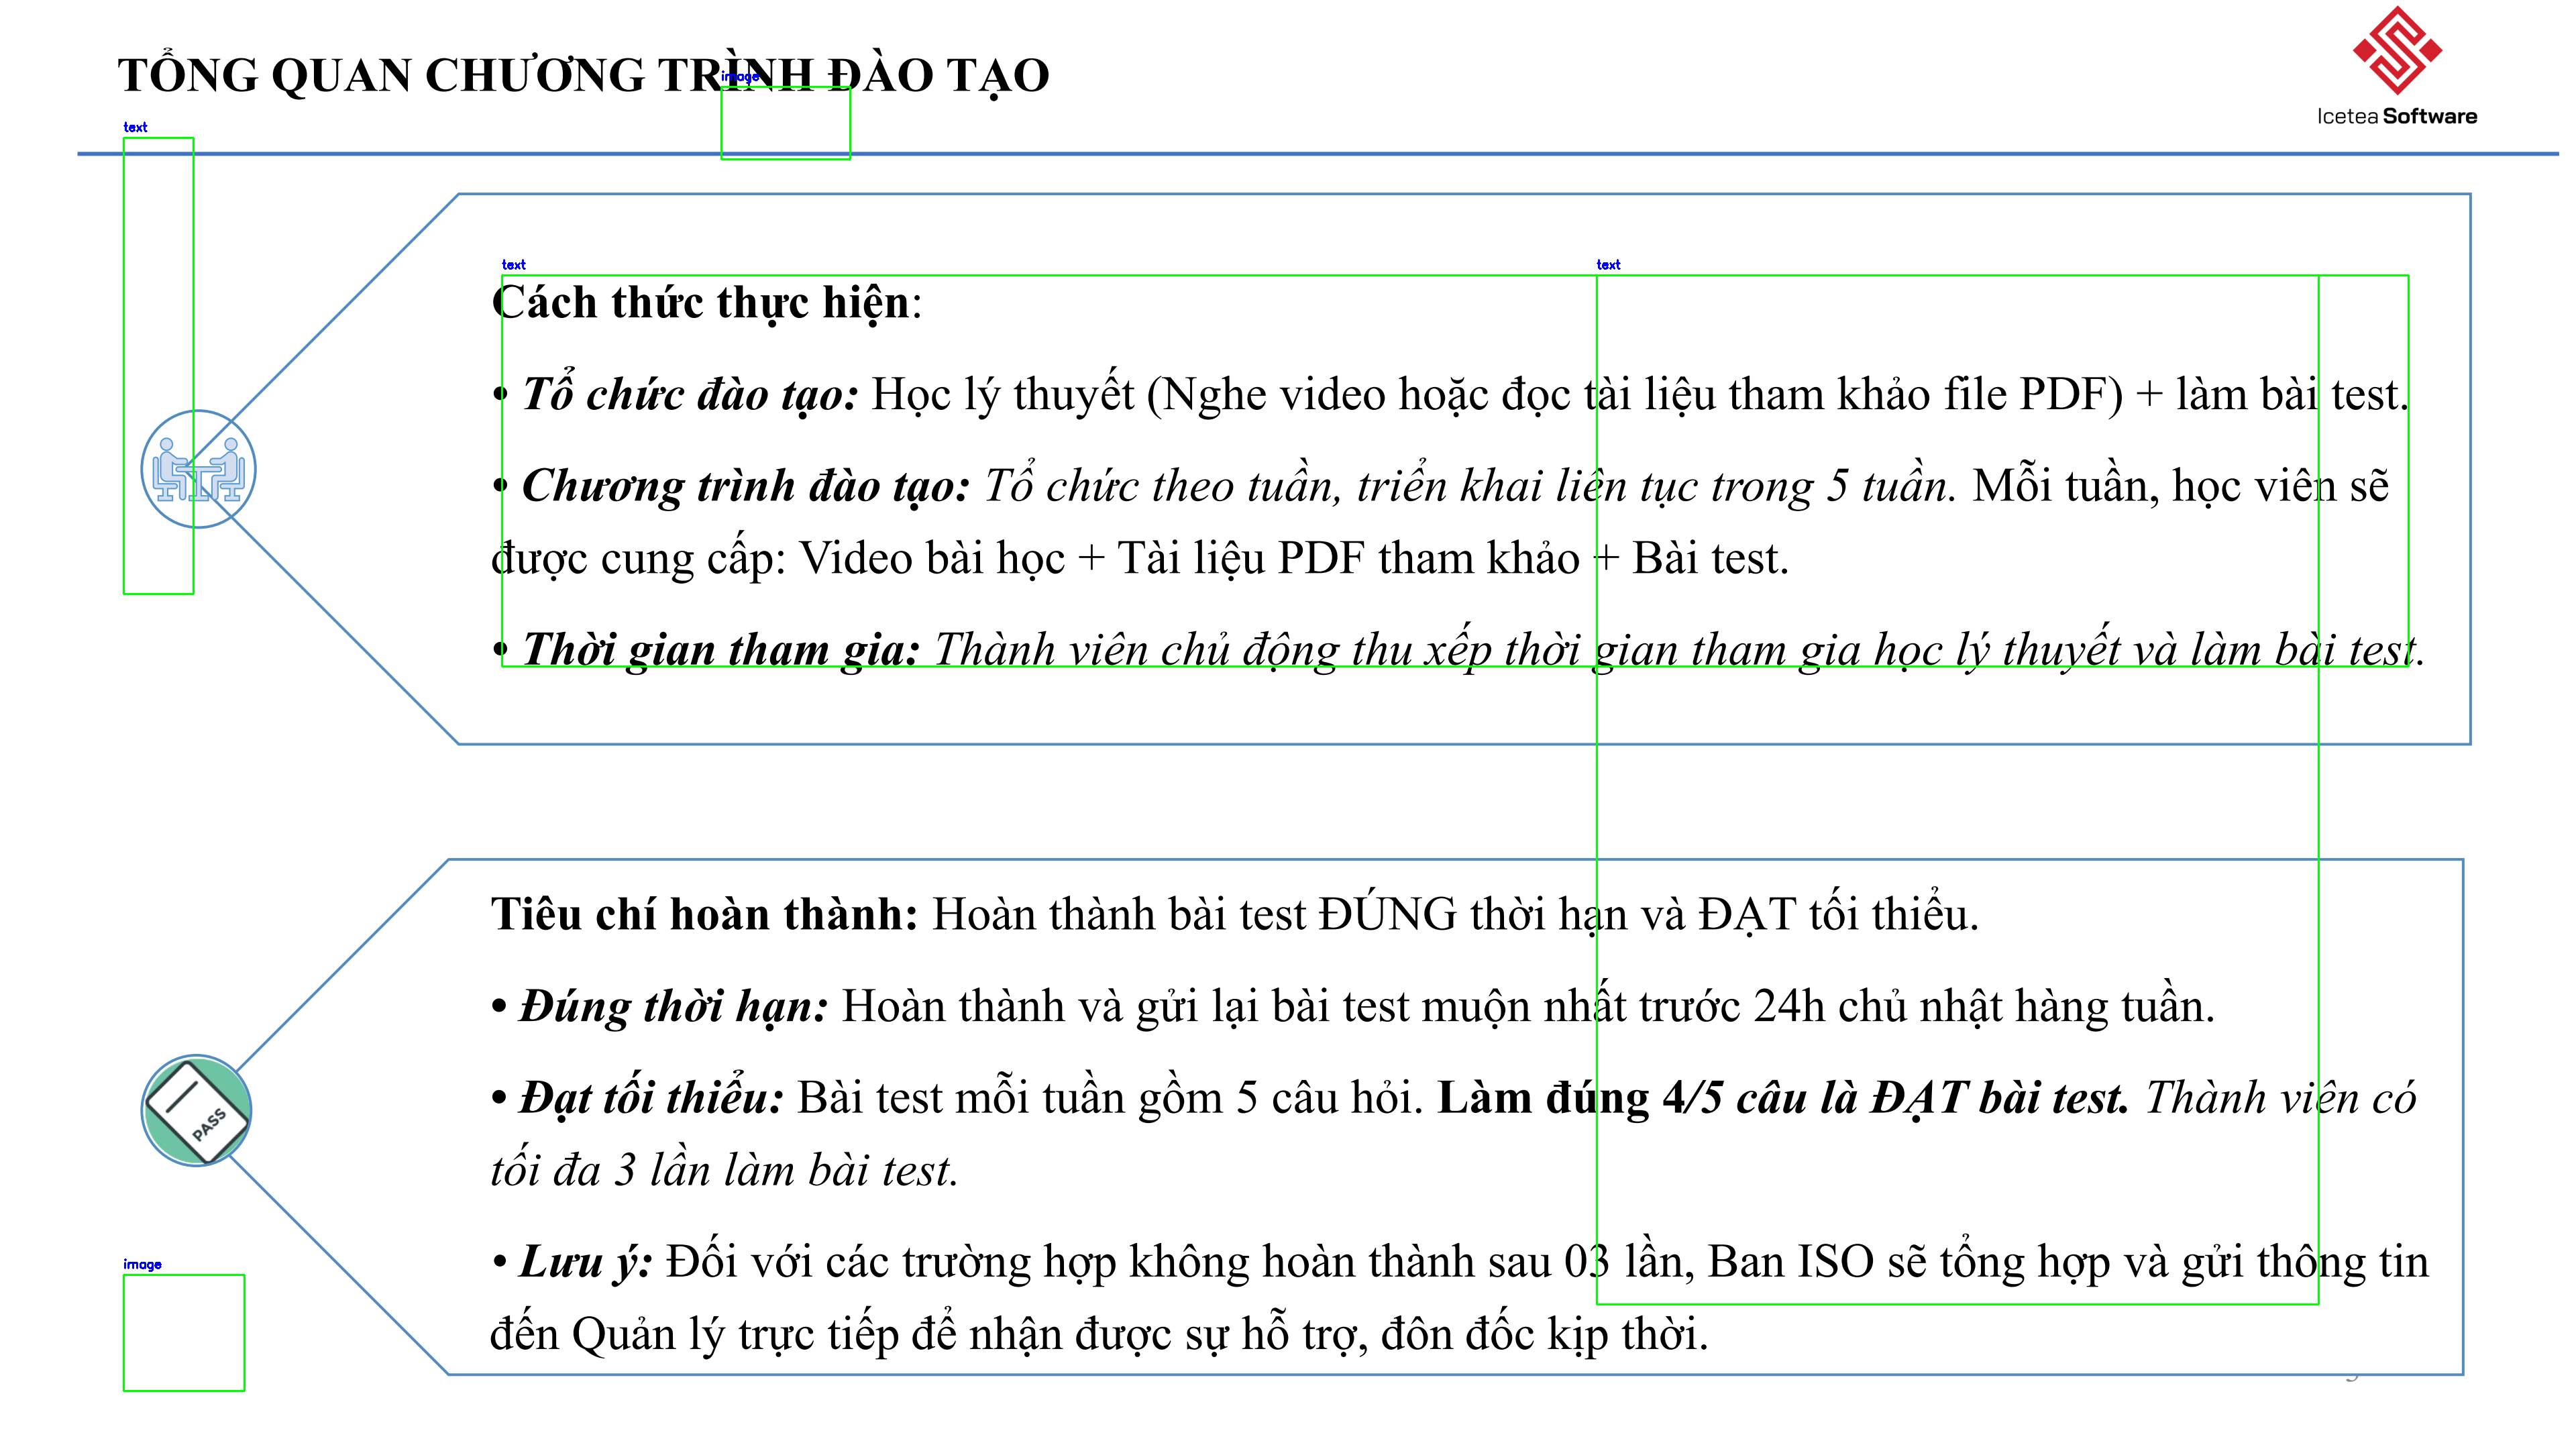 TỔNG QUAN CHƯƠNG TRÌNH ĐÀO TẠO
image
Icetea Software
text
text
text
Cách thức thực hiện:
• Tổ chức đào tạo: Học lý thuyết (Nghe video hoặc đọc tài liệu tham khảo file PDF) + làm bài test.
• Chương trình đào tạo: Tổ chức theo tuần, triển khai liên tục trong 5 tuần. Mỗi tuần, học viên sẽ
được cung cấp: Video bài học + Tài liệu PDF tham khảo + Bài test.
• Thời gian tham gia: Thành viên chủ động thu xếp thời gian tham gia học lý thuyết và làm bài test.
Tiêu chí hoàn thành: Hoàn thành bài test ĐÚNG thời hạn và ĐẠT tối thiểu.
• Đúng thời hạn: Hoàn thành và gửi lại bài test muộn nhất trước 24h chủ nhật hàng tuần.
• Đạt tối thiểu: Bài test mỗi tuần gồm 5 câu hỏi. Làm đúng 4/5 câu là ĐẠT bài test. Thành viên có
tối đa 3 lần làm bài test.
PASS
• Lưu ý: Đối với các trường hợp không hoàn thành sau 03 lần, Ban ISO sẽ tổng hợp và gửi thông tin
đến Quản lý trực tiếp để nhận được sự hỗ trợ, đôn đốc kịp thời.
image